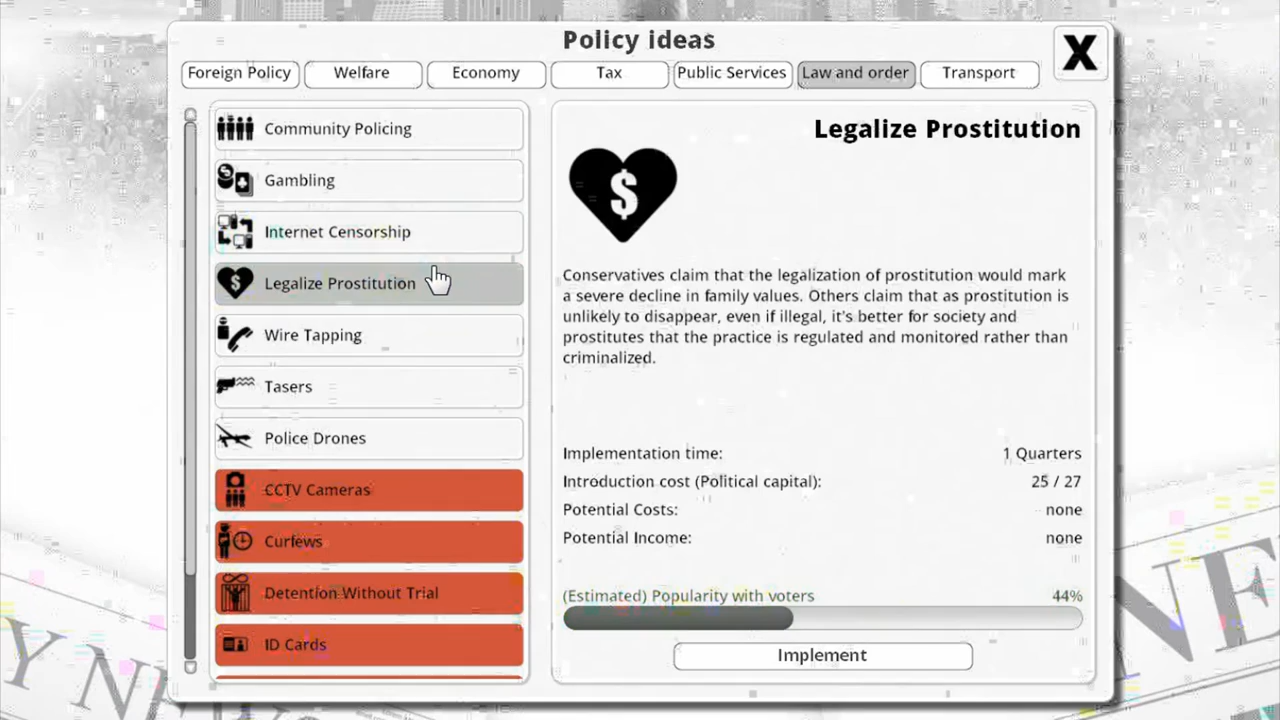 Policy ideas
X
Foreign Policy
Welfare
Economy
Tax
Public Services
Law and order
Transport
Community Policing
Gambling
Internet Censorship
Legalize Prostitution
Wire Tapping
Tasers
Police Drones
CCTV Cameras
Curfews
Detention Without Trial
ID Cards
Legalize Prostitution
$
Conservatives claim that the legalization of prostitution would mark
a severe decline in family values. Others claim that as prostitution is
unlikely to disappear, even if illegal, it's better for society and
prostitutes that the practice is regulated and monitored rather than
criminalized.
Implementation time: 1 Quarters
Introduction cost (Political capital): 25 / 27
Potential Costs: none
Potential Income: none
(Estimated) Popularity with voters 44%
Implement